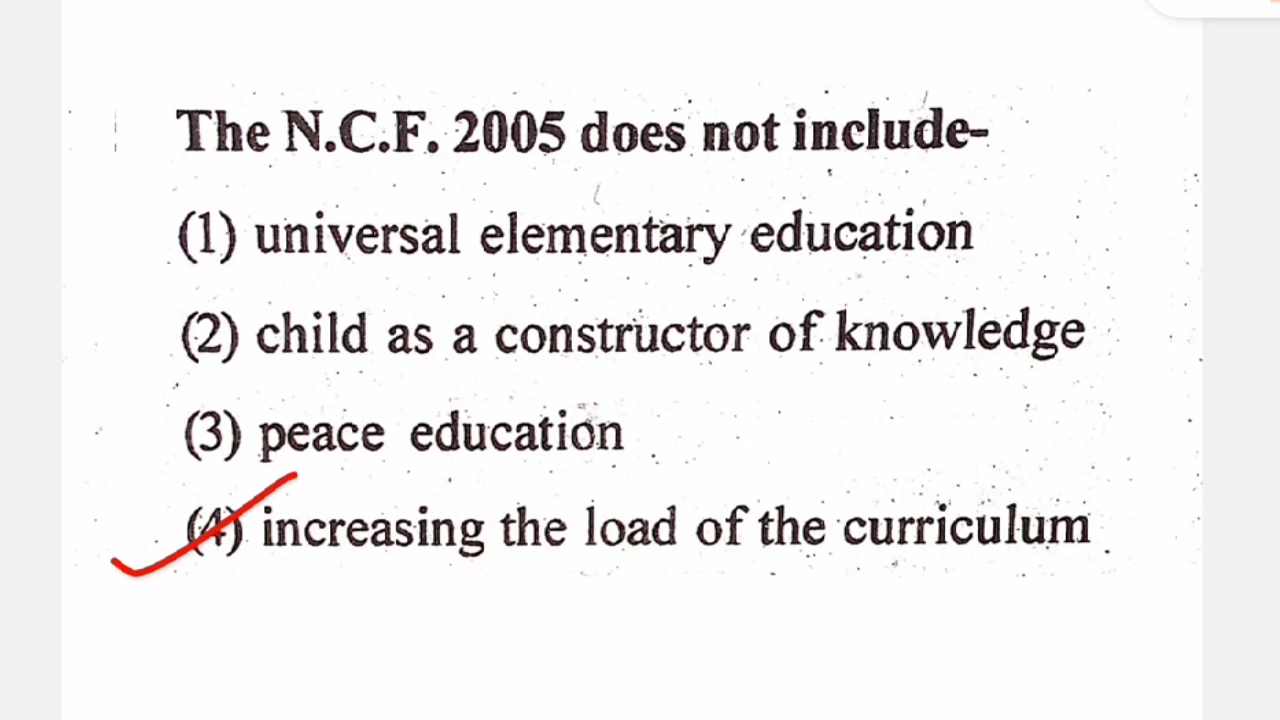 The N.C.F. 2005 does not include-
(1) universal elementary education
(2) child as a constructor of knowledge
(3) peace education
(4) increasing the load of the curriculum